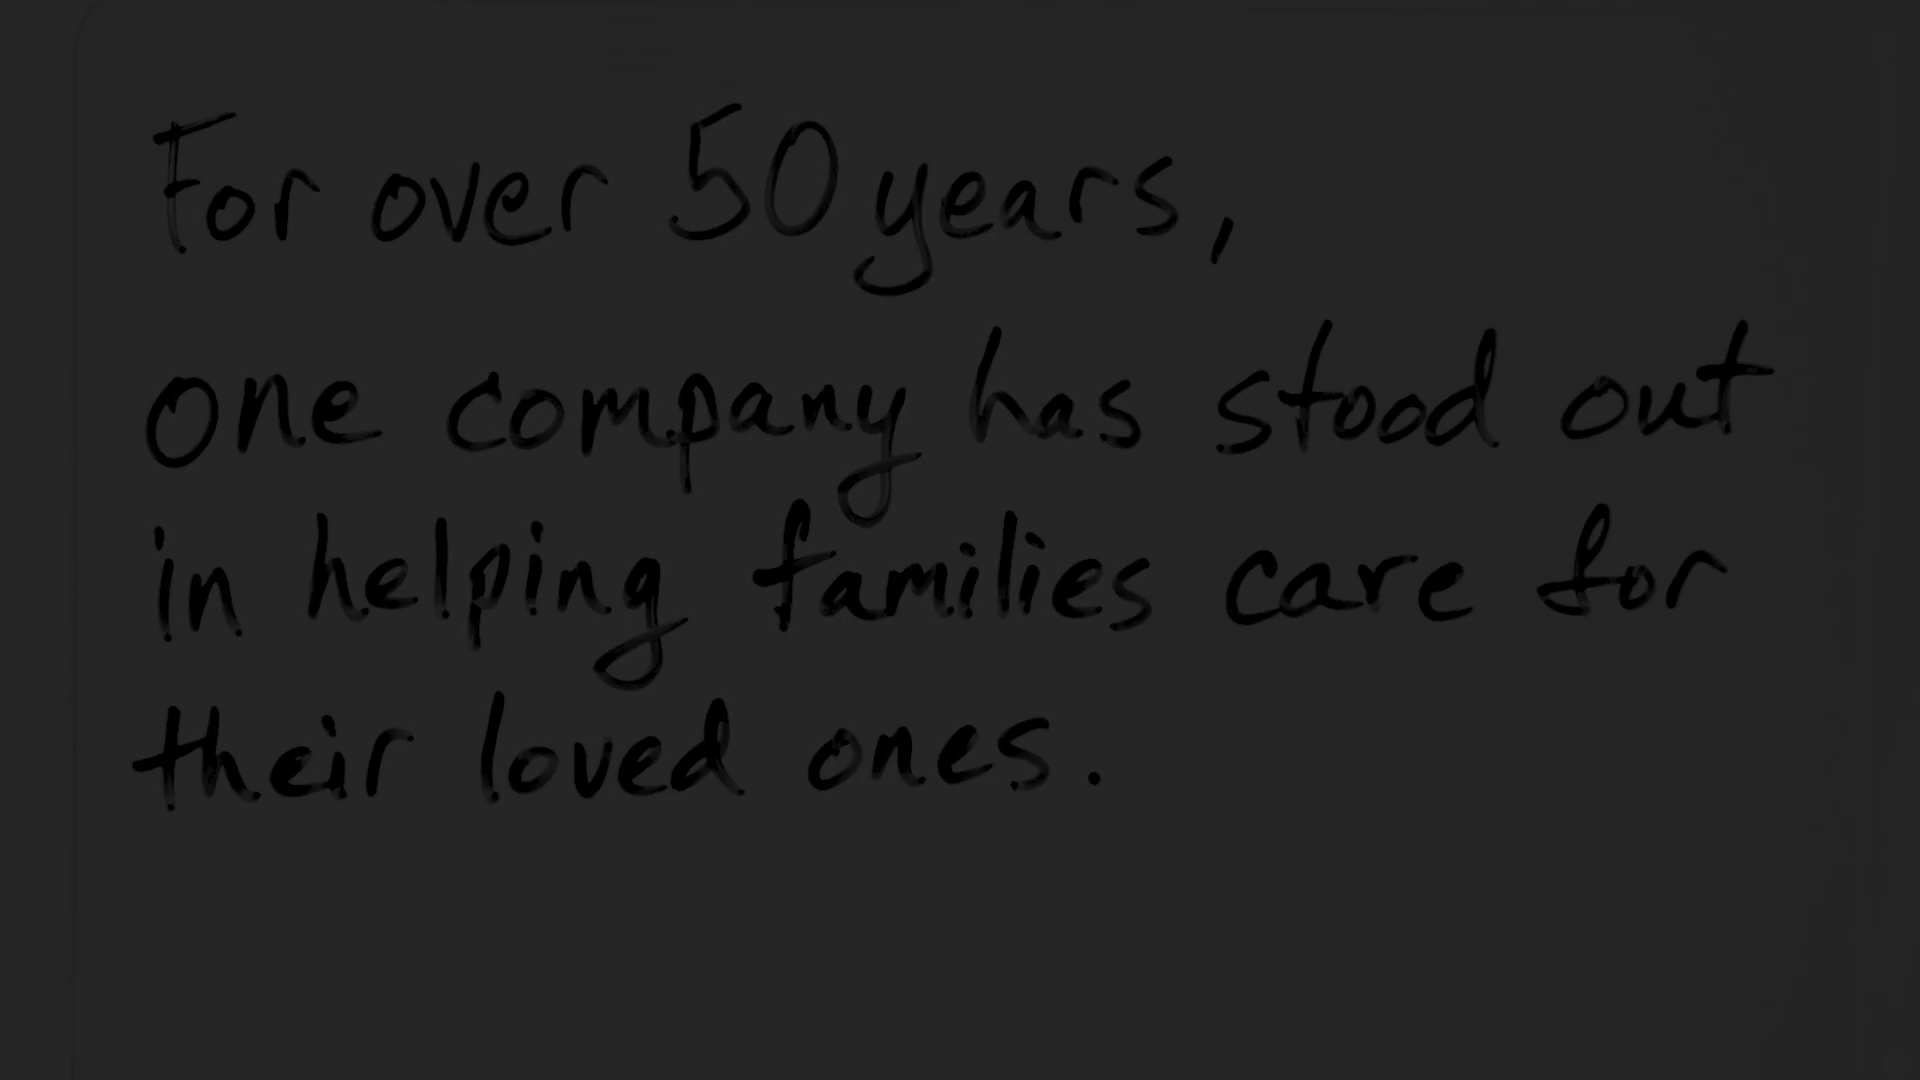 For over 50 years,
one company has stood out
in helping families care for
their loved ones.